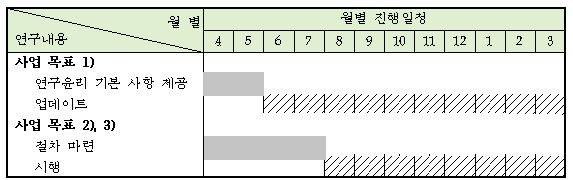 월 별
월별 진행일정
연구내용
4 5 6 7 8 9 10 11 12 1 2 3
사업 목표 1)
연구윤리 기본 사항 제공
업데이트
사업 목표 2), 3)
절차 마련
시행